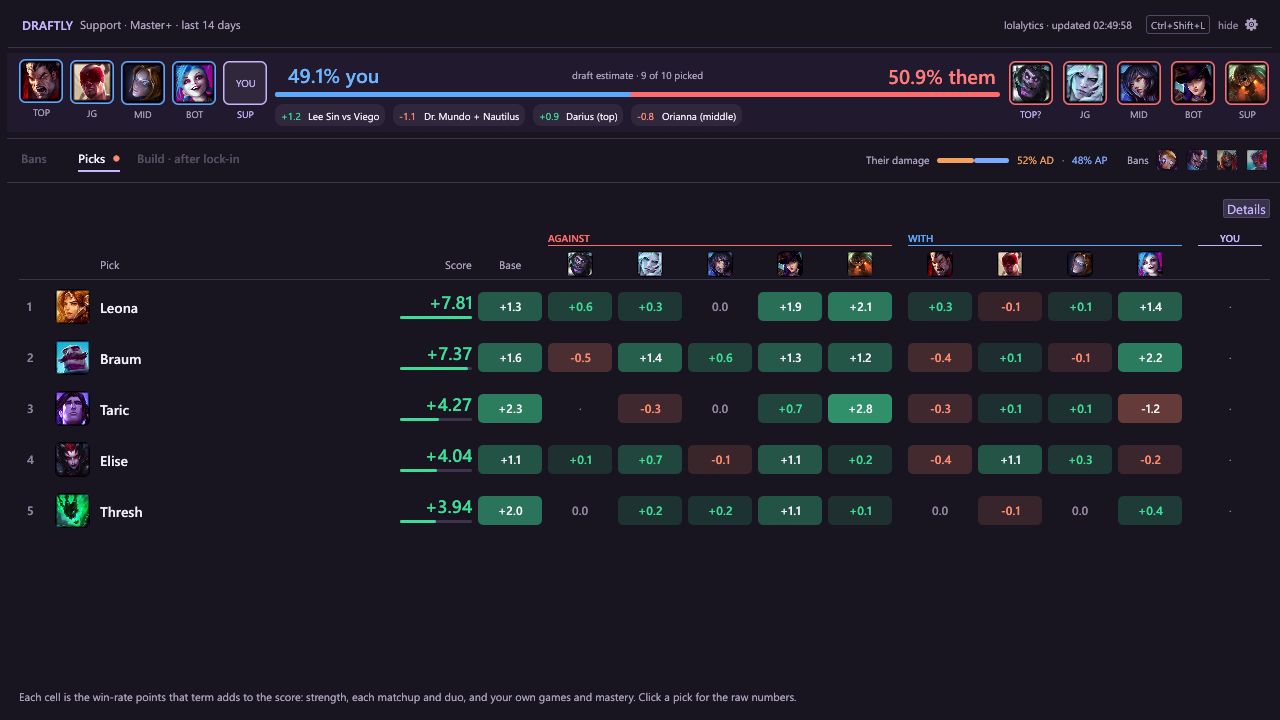 DRAFTLY Support · Master+ · last 14 days
lolalytics · updated 02:49:58 Ctrl+Shift+L hide
TOP JG MID BOT YOU SUP
49.1% you draft estimate · 9 of 10 picked 50.9% them
+1.2 Lee Sin vs Viego -1.1 Dr. Mundo + Nautilus +0.9 Darius (top) -0.8 Orianna (middle)
TOP? JG MID BOT SUP
Bans Picks Build · after lock-in
Their damage 52% AD · 48% AP Bans
Details
AGAINST WITH YOU
Pick Score Base
1 Leona +7.81 +1.3 +0.6 +0.3 0.0 +1.9 +2.1 +0.3 -0.1 +0.1 +1.4 ·
2 Braum +7.37 +1.6 -0.5 +1.4 +0.6 +1.3 +1.2 -0.4 +0.1 -0.1 +2.2 ·
3 Taric +4.27 +2.3 · -0.3 0.0 +0.7 +2.8 -0.3 +0.1 +0.1 -1.2 ·
4 Elise +4.04 +1.1 +0.1 +0.7 -0.1 +1.1 +0.2 -0.4 +1.1 +0.3 -0.2 ·
5 Thresh +3.94 +2.0 0.0 +0.2 +0.2 +1.1 +0.1 0.0 -0.1 0.0 +0.4 ·
Each cell is the win-rate points that term adds to the score: strength, each matchup and duo, and your own games and mastery. Click a pick for the raw numbers.